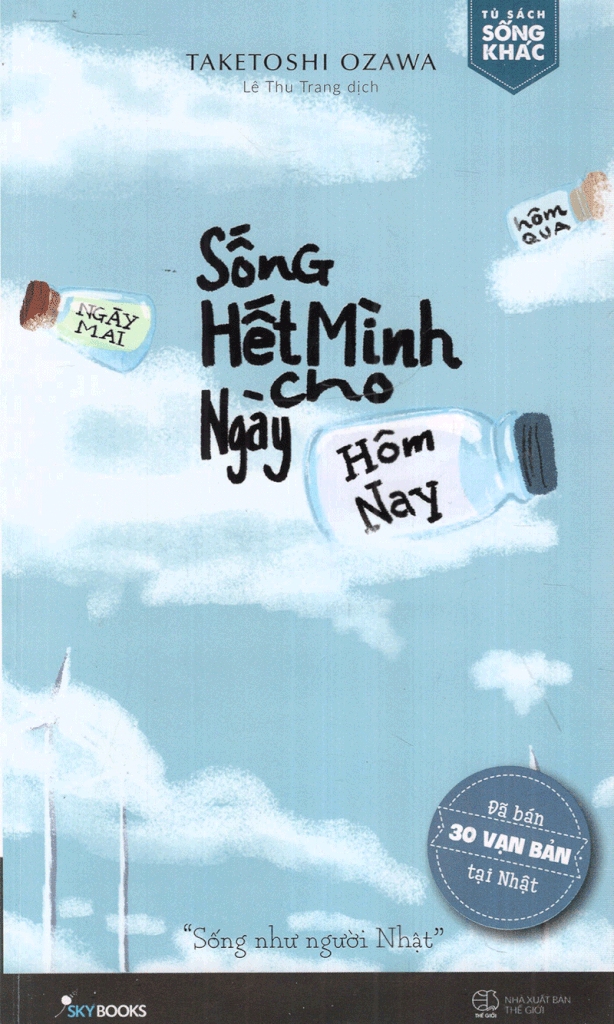 TỦ SÁCH
SỐNG
KHÁC
TAKETOSHI OZAWA
Lê Thu Trang dịch
hôm
QUA
NGÀY
MAI
Sống
Hết Mình
cho
Ngày
Hôm
Nay
Đã bán
30 VẠN BẢN
tại Nhật
“Sống như người Nhật”
SKYBOOKS
THẾ GIỚI
NHÀ XUẤT BẢN
THẾ GIỚI